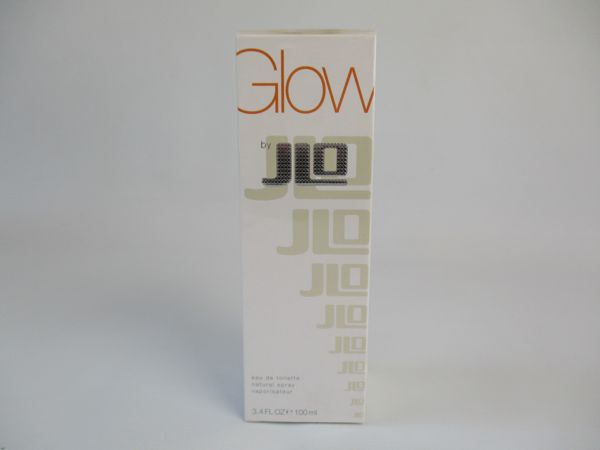 Glow
by JLO
JLO
JLO
JLO
JLO
JLO
JLO
JLO
JLO
JLO
eau de toilette
natural spray
vaporisateur
3.4 FL OZ e 100 ml